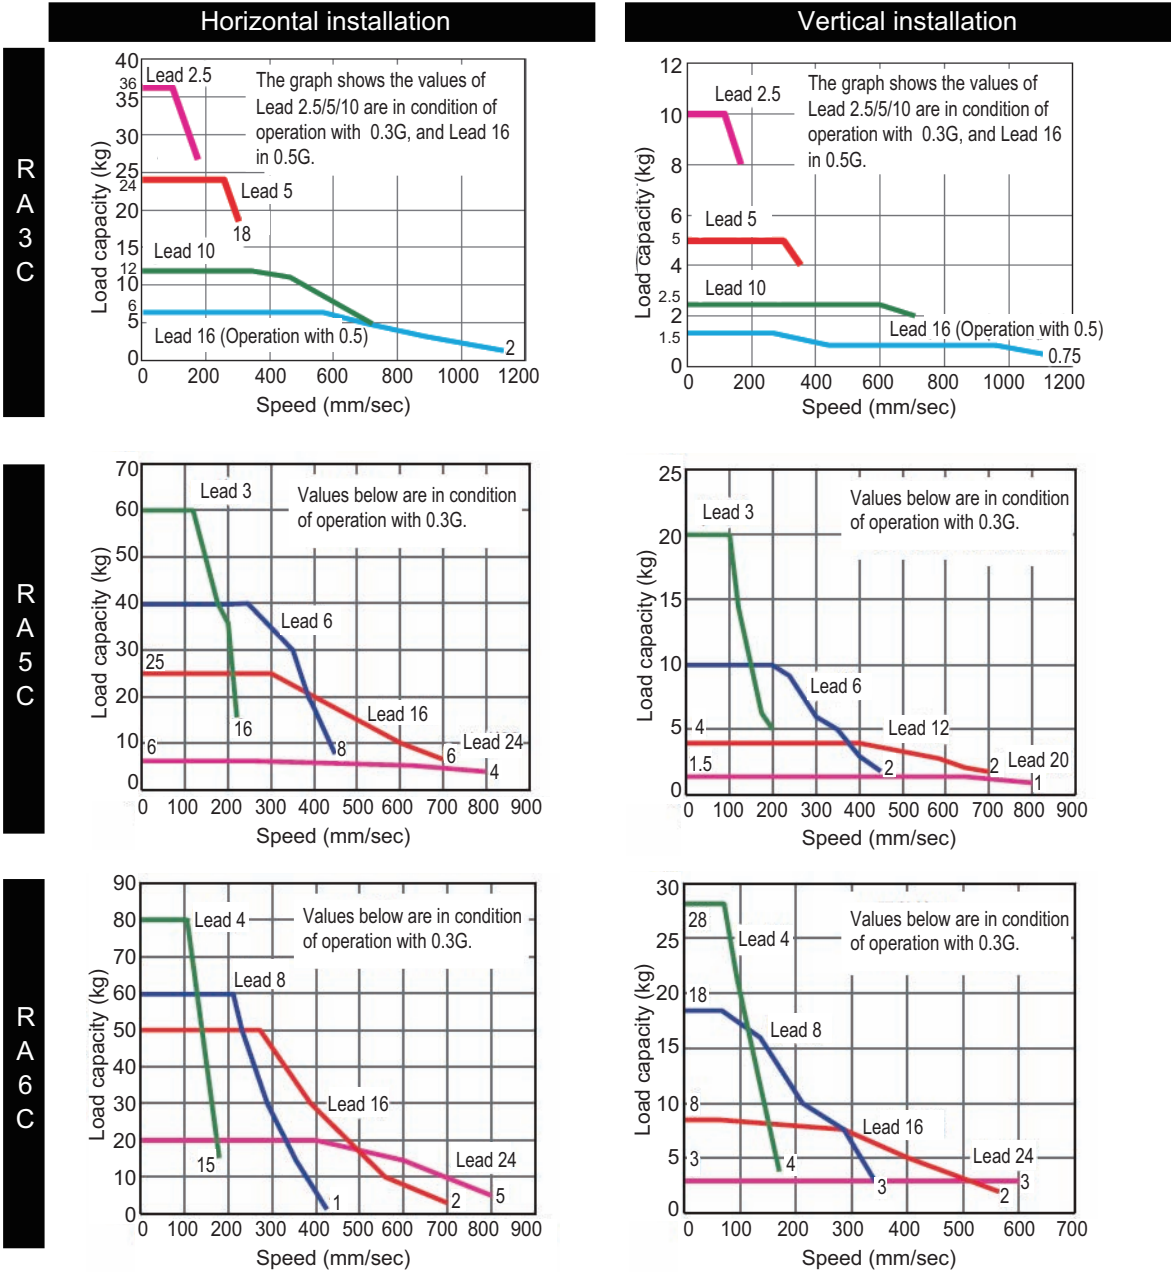 Horizontal installation
Vertical installation
R
A
3
C
Load capacity (kg)
40
36
35
30
25
24
20
15
12
10
6
5
0
Lead 2.5
The graph shows the values of
Lead 2.5/5/10 are in condition of
operation with 0.3G, and Lead 16
in 0.5G.
Lead 5
18
Lead 10
Lead 16 (Operation with 0.5)
2
0 200 400 600 800 1000 1200
Speed (mm/sec)
Load capacity (kg)
12
10
8
6
5
4
2.5
2
1.5
0
Lead 2.5
The graph shows the values of
Lead 2.5/5/10 are in condition of
operation with 0.3G, and Lead 16
in 0.5G.
Lead 5
Lead 10
Lead 16 (Operation with 0.5)
0.75
0 200 400 600 800 1000 1200
Speed (mm/sec)
R
A
5
C
Load capacity (kg)
70
60
50
40
30
20
10
0
Lead 3
Values below are in condition
of operation with 0.3G.
Lead 6
25
Lead 16
16
6
8
6
Lead 24
4
0 100 200 300 400 500 600 700 800 900
Speed (mm/sec)
Load capacity (kg)
25
20
15
10
5
0
Values below are in condition
of operation with 0.3G.
Lead 3
Lead 6
4
Lead 12
1.5
2
2
Lead 20
1
0 100 200 300 400 500 600 700 800 900
Speed (mm/sec)
R
A
6
C
Load capacity (kg)
90
80
70
60
50
40
30
20
10
0
Lead 4
Values below are in condition
of operation with 0.3G.
Lead 8
Lead 16
15
Lead 24
1
2
5
0 100 200 300 400 500 600 700 800 900
Speed (mm/sec)
Load capacity (kg)
30
25
20
15
10
5
0
28
Values below are in condition
of operation with 0.3G.
Lead 4
18
Lead 8
8
Lead 16
3
4
Lead 24
3
2
3
0 100 200 300 400 500 600 700
Speed (mm/sec)